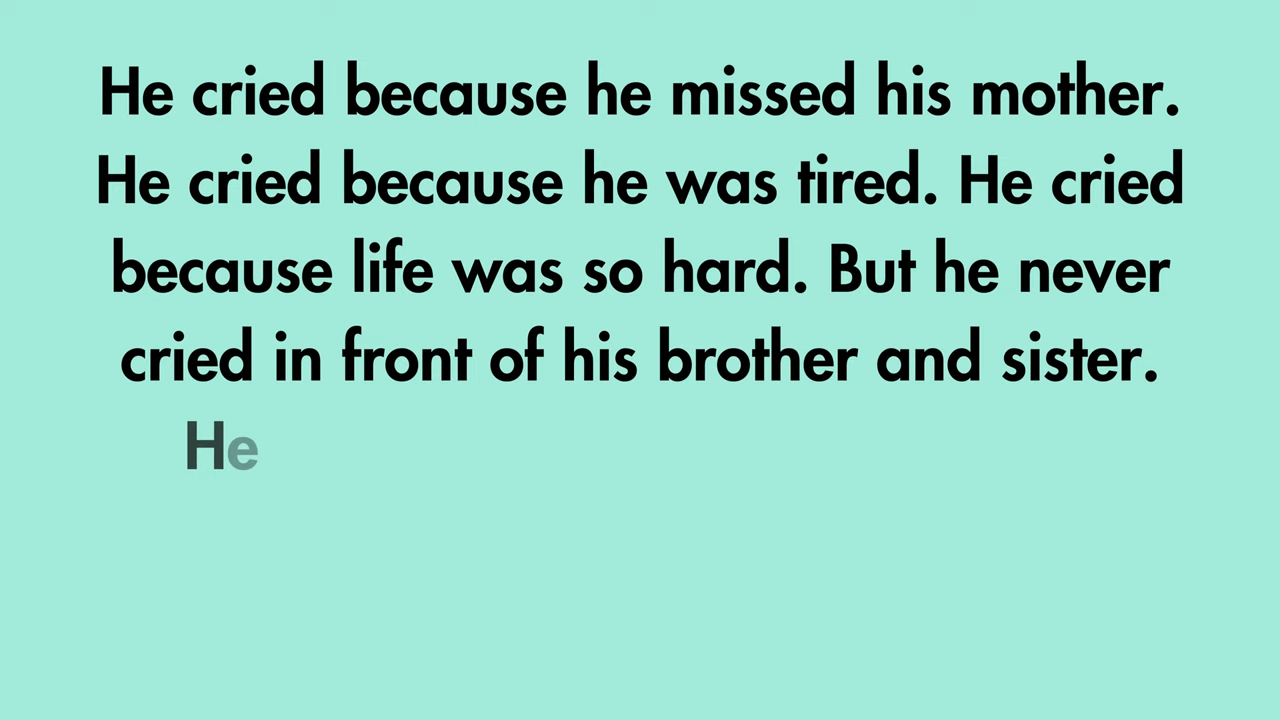 He cried because he missed his mother.
He cried because he was tired. He cried
because life was so hard. But he never
cried in front of his brother and sister.
He